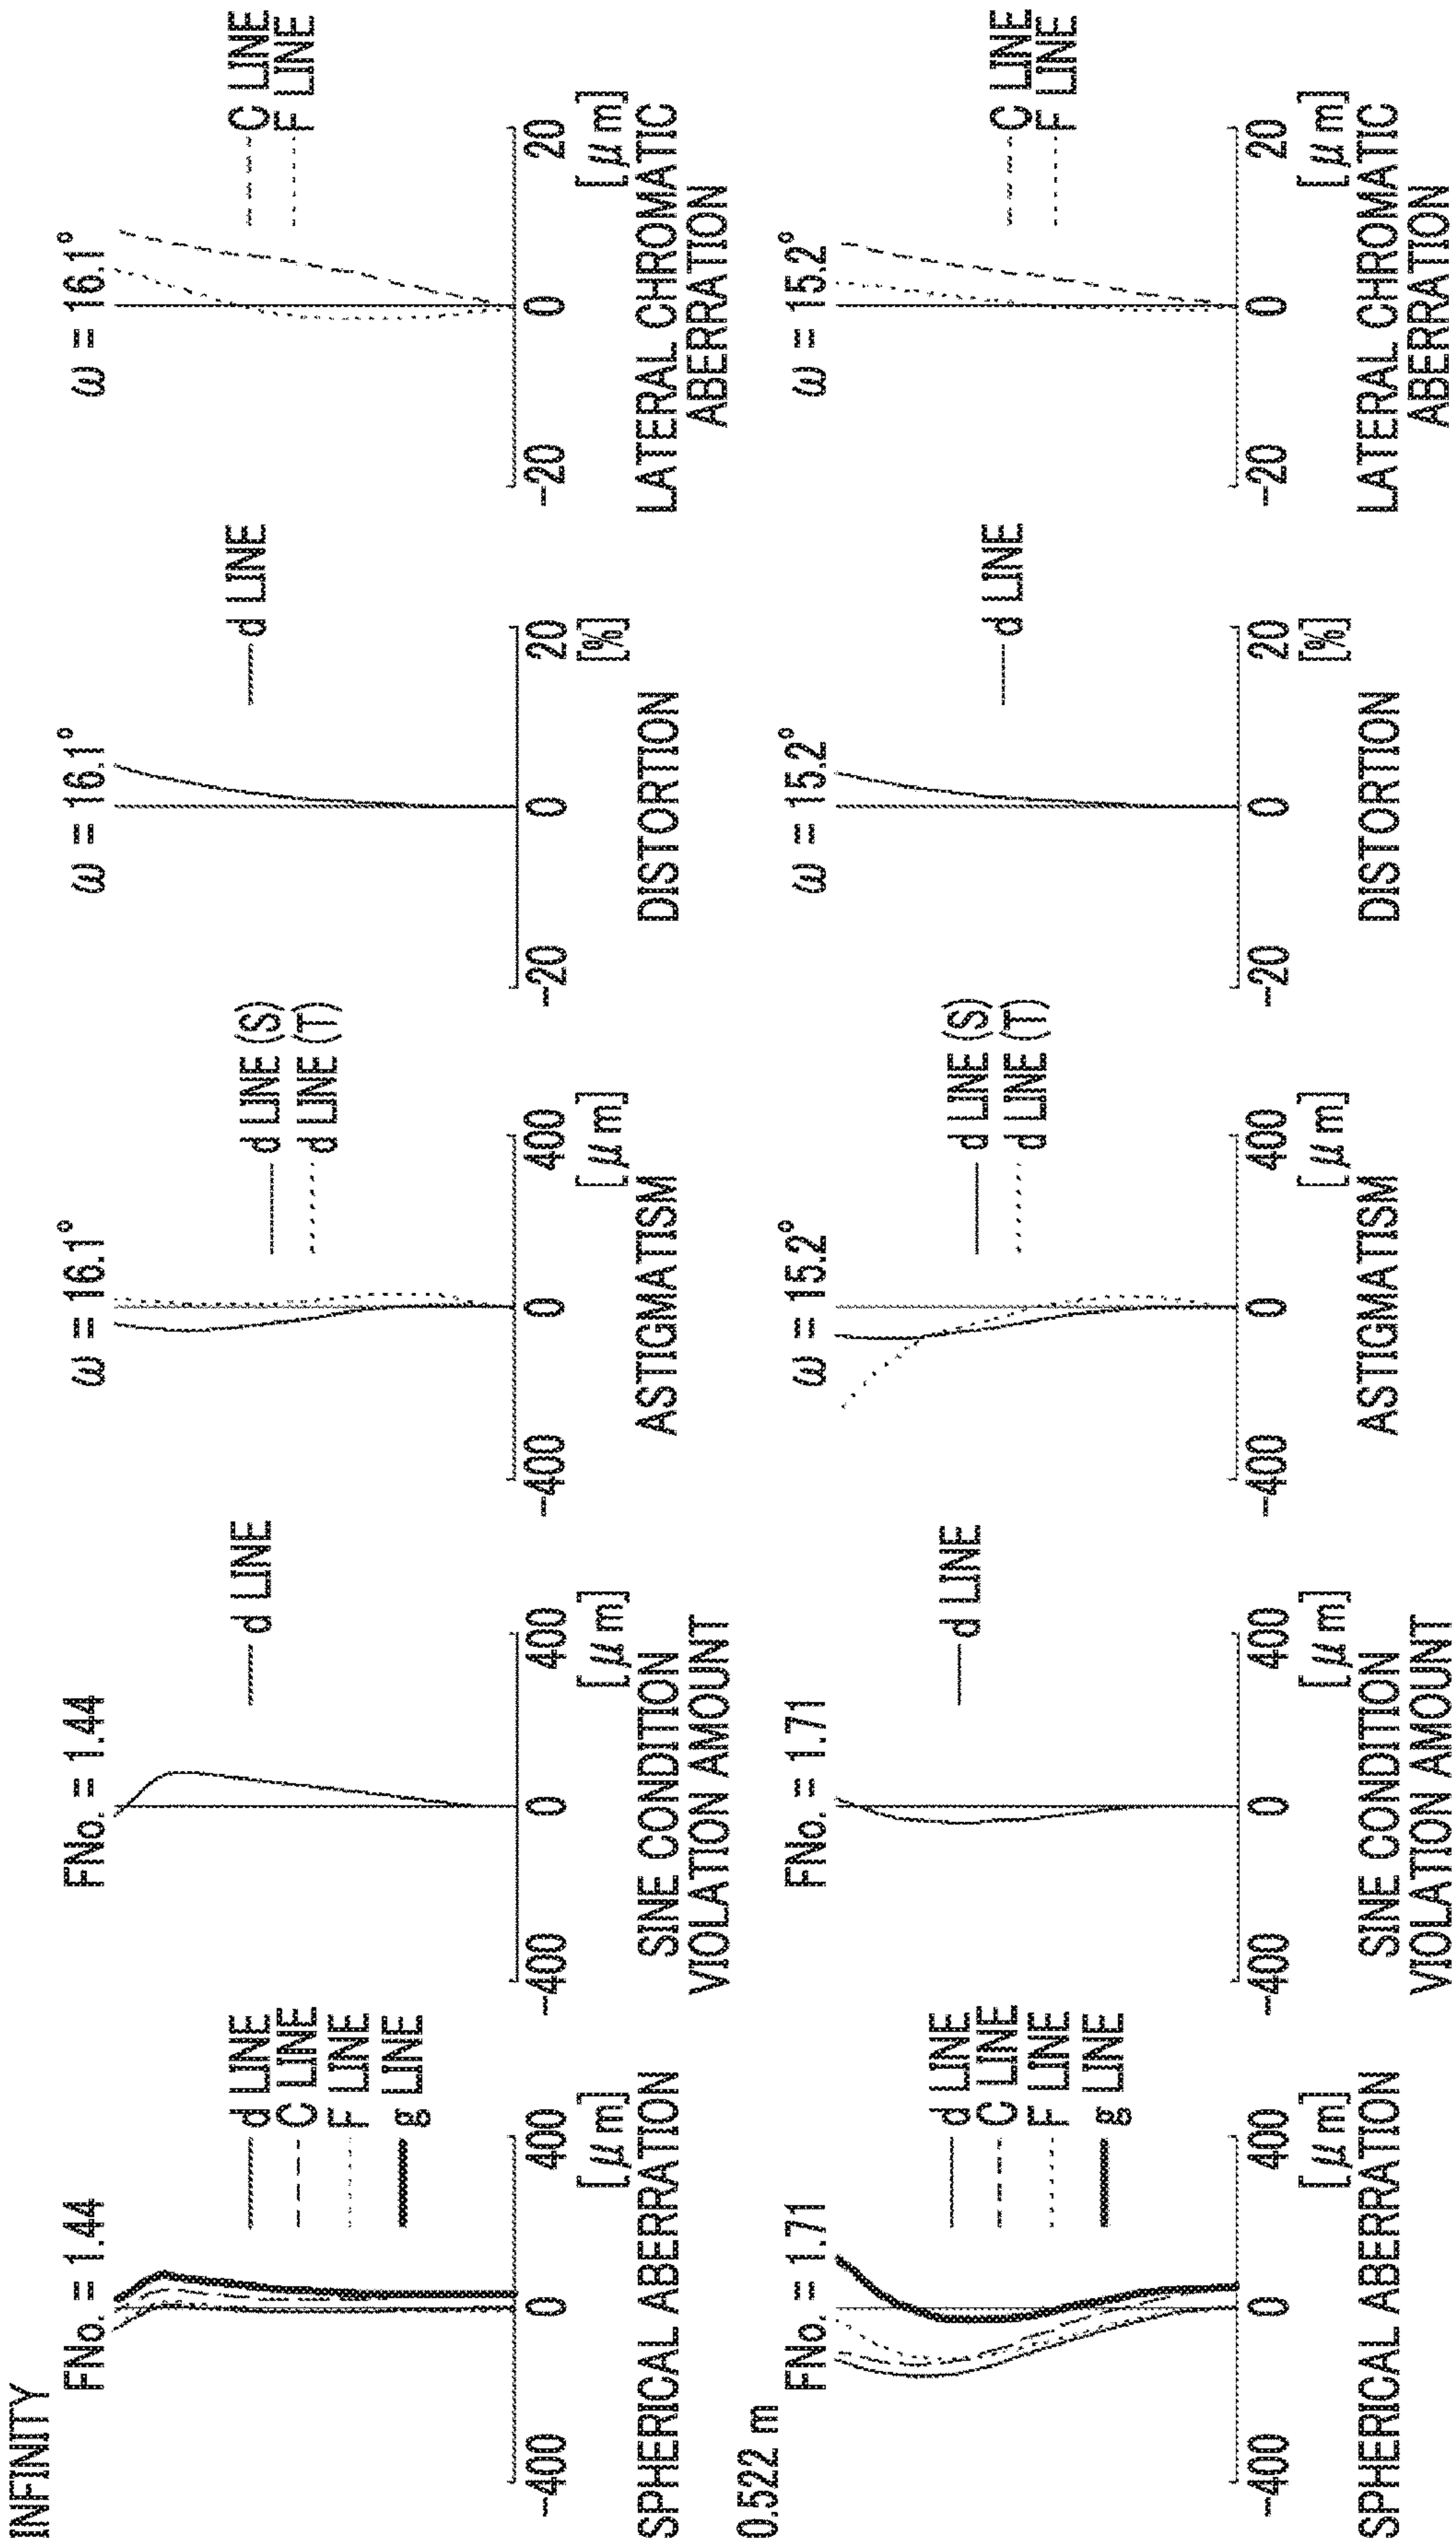 INFINITY
FNo. = 1.44
d LINE
C LINE
F LINE
g LINE
-400
0
400
[μm]
SPHERICAL ABERRATION
FNo. = 1.44
d LINE
-400
0
400
[μm]
SINE CONDITION
VIOLATION AMOUNT
ω = 16.1°
d LINE (S)
d LINE (T)
-400
0
400
[μm]
ASTIGMATISM
ω = 16.1°
d LINE
-20
0
20
[%]
DISTORTION
ω = 16.1°
C LINE
F LINE
-20
0
20
[μm]
LATERAL CHROMATIC
ABERRATION
0.522 m
FNo. = 1.71
d LINE
C LINE
F LINE
g LINE
-400
0
400
[μm]
SPHERICAL ABERRATION
FNo. = 1.71
d LINE
-400
0
400
[μm]
SINE CONDITION
VIOLATION AMOUNT
ω = 15.2°
d LINE (S)
d LINE (T)
-400
0
400
[μm]
ASTIGMATISM
ω = 15.2°
d LINE
-20
0
20
[%]
DISTORTION
ω = 15.2°
C LINE
F LINE
-20
0
20
[μm]
LATERAL CHROMATIC
ABERRATION